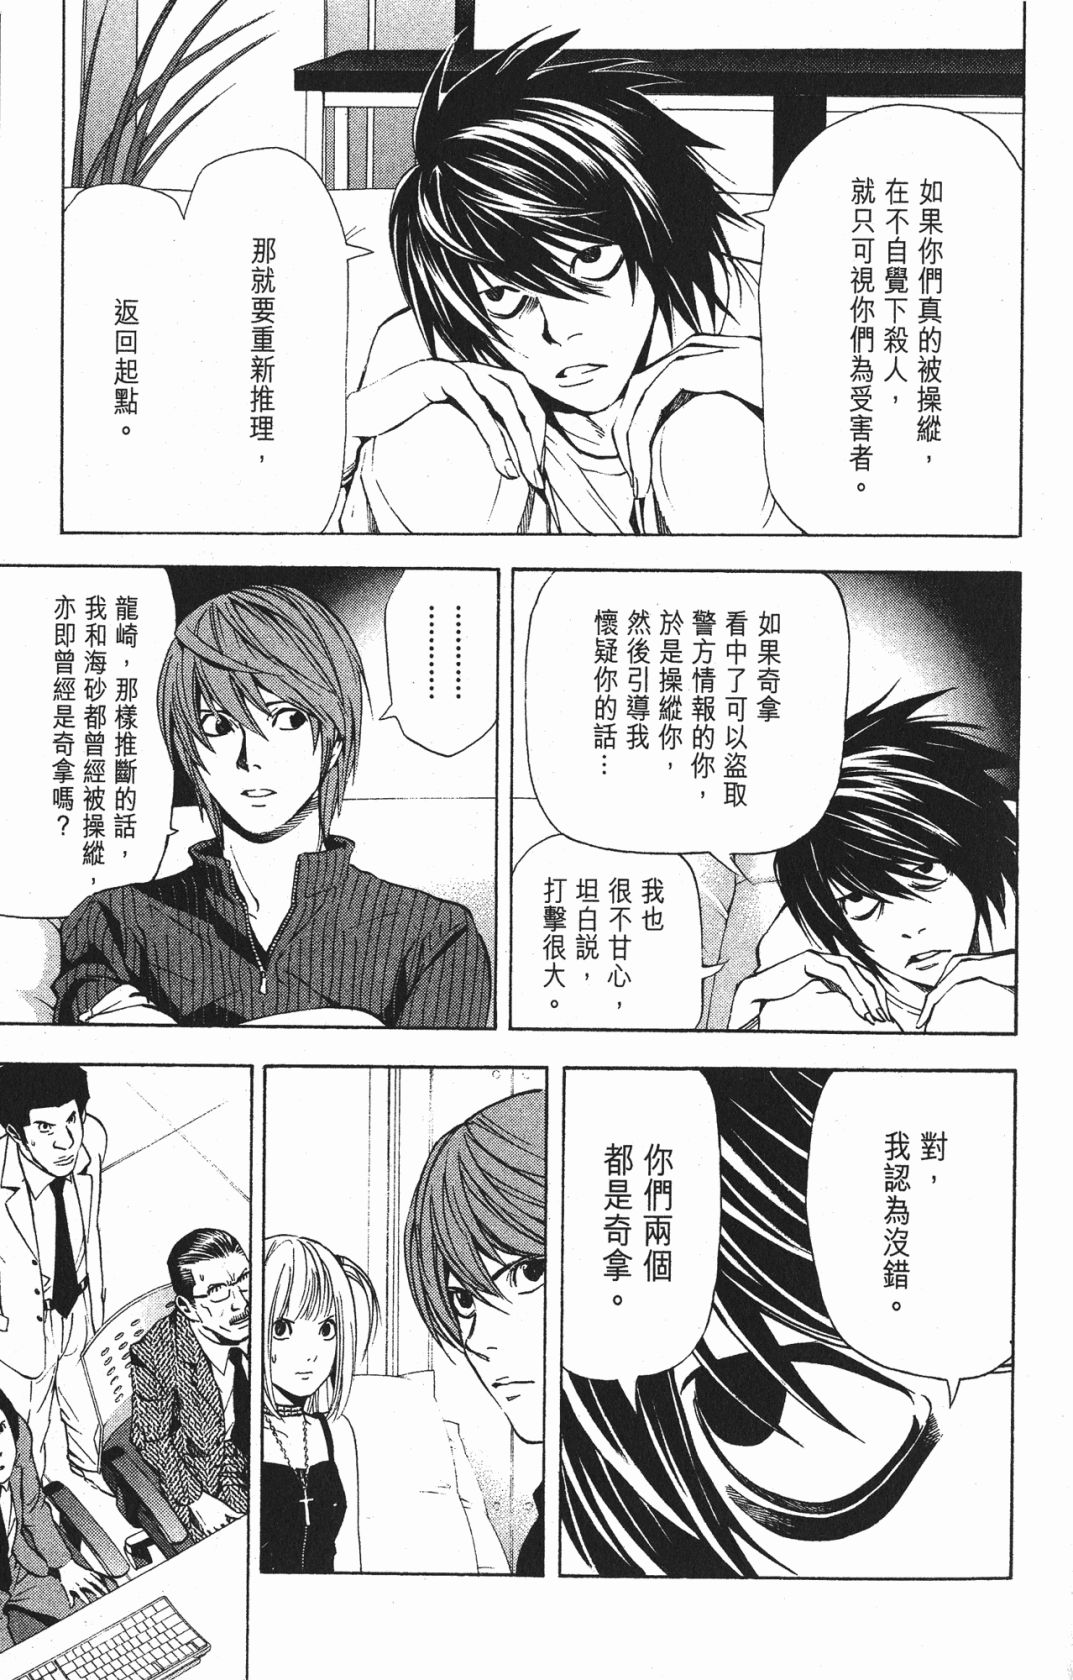 如果你們真的被操縱，
在不自覺下殺人，
就只可視你們為受害者。
那就要重新推理，
返回起點。
如果奇拿
看中了可以盜取
警方情報的你，
於是操縱你，
然後引導我
懷疑你的話…
我也
很不甘心，
坦白說，
打擊很大。
…………
…………
龍崎，那樣推斷的話，
我和海砂都曾經被操縱，
亦即曾經是奇拿嗎？
對，
我認為沒錯。
你們兩個
都是奇拿。